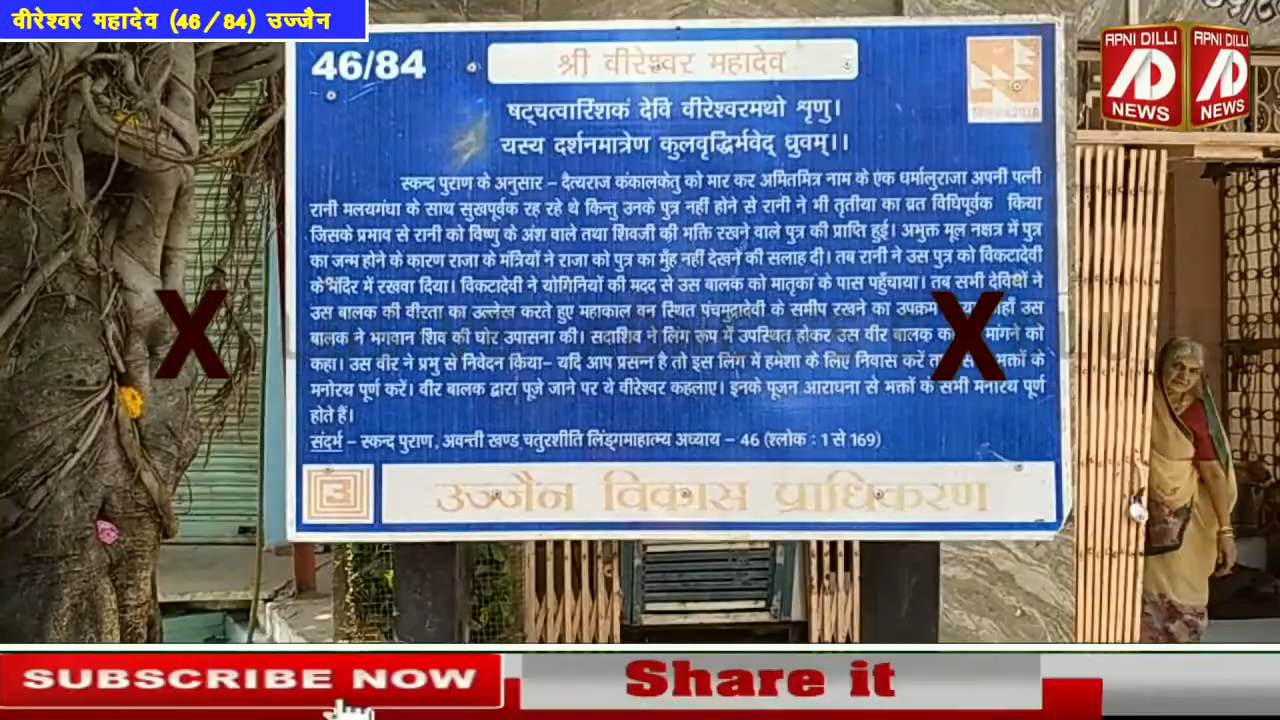 वीरेश्वर महादेव (46/84) उज्जैन
46/84
श्री वीरेश्वर महादेव
षट्चत्वारिंशकं देवि वीरेश्वरमथो श्रृणु।
यस्य दर्शनमात्रेण कुलवृद्धिर्भवेद् ध्रुवम्।।
स्कन्द पुराण के अनुसार – दैत्यराज कंकालकेतु को मार कर अमितमित्र नाम के एक धर्मालुराजा अपनी पत्नी
रानी मलयगंधा के साथ सुखपूर्वक रह रहे थे किन्तु उनके पुत्र नहीं होने से रानी ने भी तृतीया का व्रत विधिपूर्वक किया
जिसके प्रभाव से रानी को विष्णु के अंश वाले तथा शिवजी की भक्ति रखने वाले पुत्र की प्राप्ति हुई। अभुक्त मूल नक्षत्र में पुत्र
का जन्म होने के कारण राजा के मंत्रियों ने राजा को पुत्र का मुँह नहीं देखने की सलाह दी। तब रानी ने उस पुत्र को विकटादेवी
के मंदिर में रखवा दिया। विकटादेवी ने योगिनियों की मदद से उस बालक को मातृका के पास पहुँचाया। तब सभी देवियों ने
उस बालक की वीरता का उल्लेख करते हुए महाकाल वन स्थित पंचमुद्रादेवी के समीप रखने का उपक्रम उस
बालक ने भगवान शिव की घोर उपासना की। सदाशिव ने लिंग रूप में उपस्थित होकर उस वीर बालक मांगने को
कहा। उस वीर ने प्रभु से निवेदन किया– यदि आप प्रसन्न है तो इस लिंग में हमेशा के लिए निवास करें भक्तों के
मनोरथ पूर्ण करें। वीर बालक द्वारा पूजे जाने पर ये वीरेश्वर कहलाए। इनके पूजन आराधना से भक्तों के सभी मनोरथ पूर्ण
होते हैं।
संदर्भ – स्कन्द पुराण, अवन्ती खण्ड चतुरशीति लिंङ्गमाहात्म्य अध्याय – 46 (श्लोक : 1 से 169)
उज्जैन विकास प्राधिकरण
APNI DILLI
NEWS
APNI DILLI
NEWS
X
X
SUBSCRIBE NOW
Share it